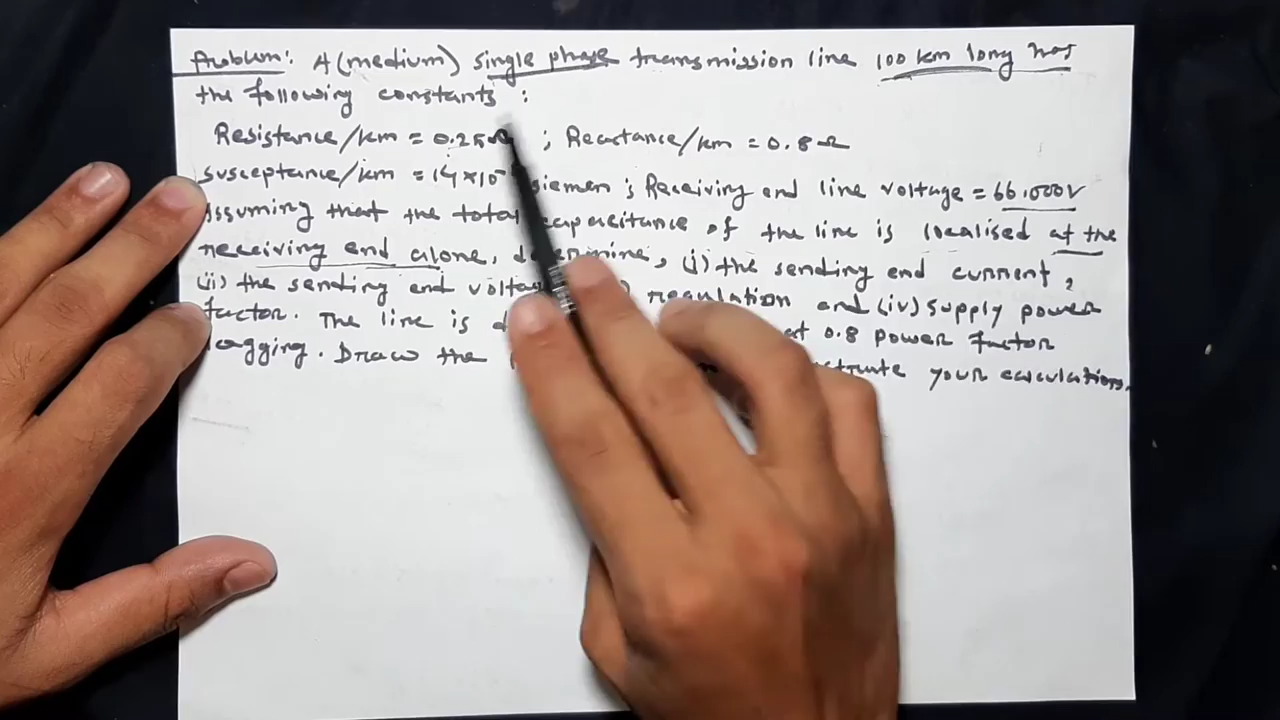 Problem: A (medium) single phase transmission line 100 km long has
the following constants :
Resistance/km = 0.25Ω ; Reactance/km = 0.8Ω
susceptance/km = 14×10⁻ siemen ; Receiving end line voltage = 66,000V
Assuming that the total capacitance of the line is localised at the
receiving end alone, determine, (i) the sending end current,
(ii) the sending end regulation and (iv) supply power
factor. The line is at 0.8 power factor
lagging. Draw the your calculations.